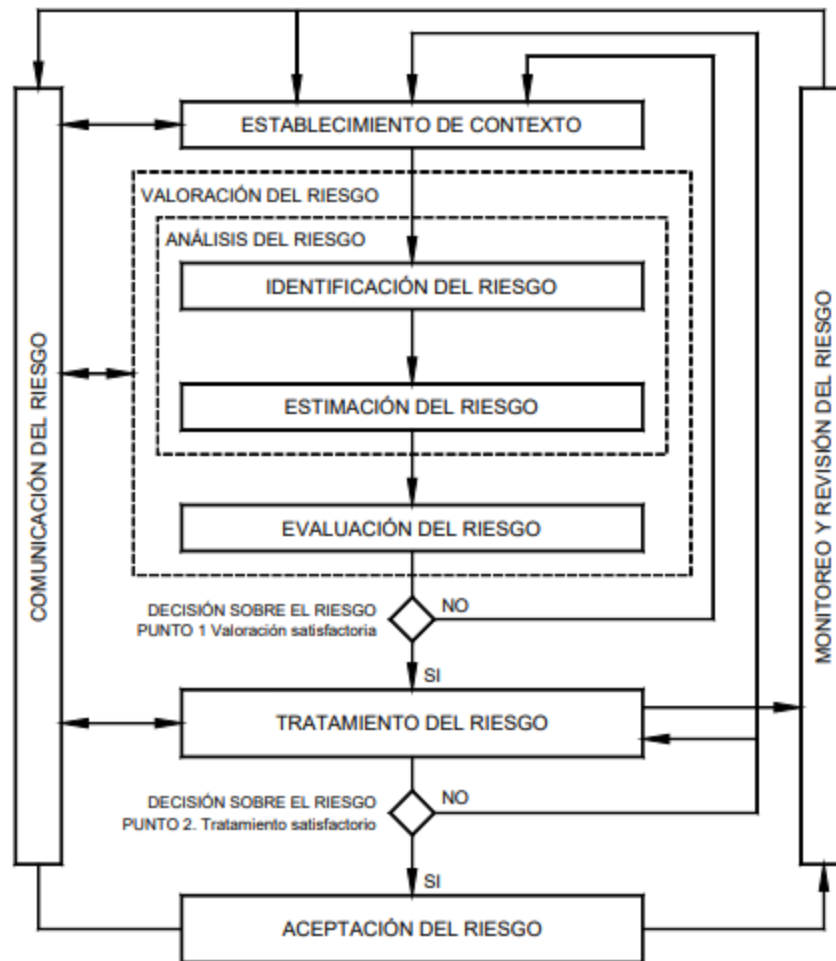 ESTABLECIMIENTO DE CONTEXTO
VALORACIÓN DEL RIESGO
ANÁLISIS DEL RIESGO
IDENTIFICACIÓN DEL RIESGO
ESTIMACIÓN DEL RIESGO
EVALUACIÓN DEL RIESGO
DECISIÓN SOBRE EL RIESGO
PUNTO 1 Valoración satisfactoria
NO
SI
TRATAMIENTO DEL RIESGO
DECISIÓN SOBRE EL RIESGO
PUNTO 2. Tratamiento satisfactorio
NO
SI
ACEPTACIÓN DEL RIESGO
COMUNICACIÓN DEL RIESGO
MONITOREO Y REVISIÓN DEL RIESGO